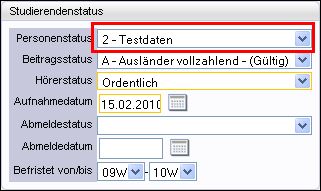 Studierendenstatus
Personenstatus 2 - Testdaten
Beitragsstatus A - Ausländer vollzahlend - (Gültig)
Hörerstatus Ordentlich
Aufnahmedatum 15.02.2010
Abmeldestatus
Abmeldedatum
Befristet von/bis 09W - 10W